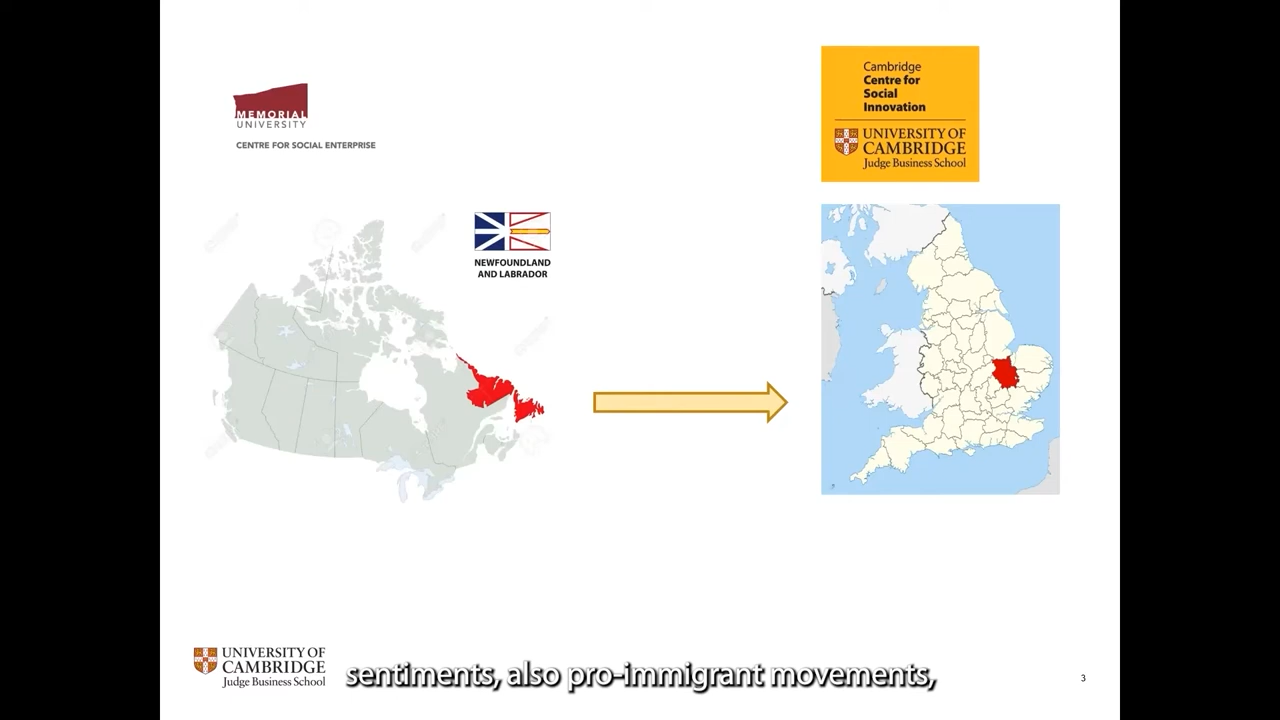 MEMORIAL
UNIVERSITY
CENTRE FOR SOCIAL ENTERPRISE
Cambridge
Centre for
Social
Innovation
UNIVERSITY OF
CAMBRIDGE
Judge Business School
NEWFOUNDLAND
AND LABRADOR
UNIVERSITY OF
CAMBRIDGE
Judge Business School
sentiments, also pro-immigrant movements,
3